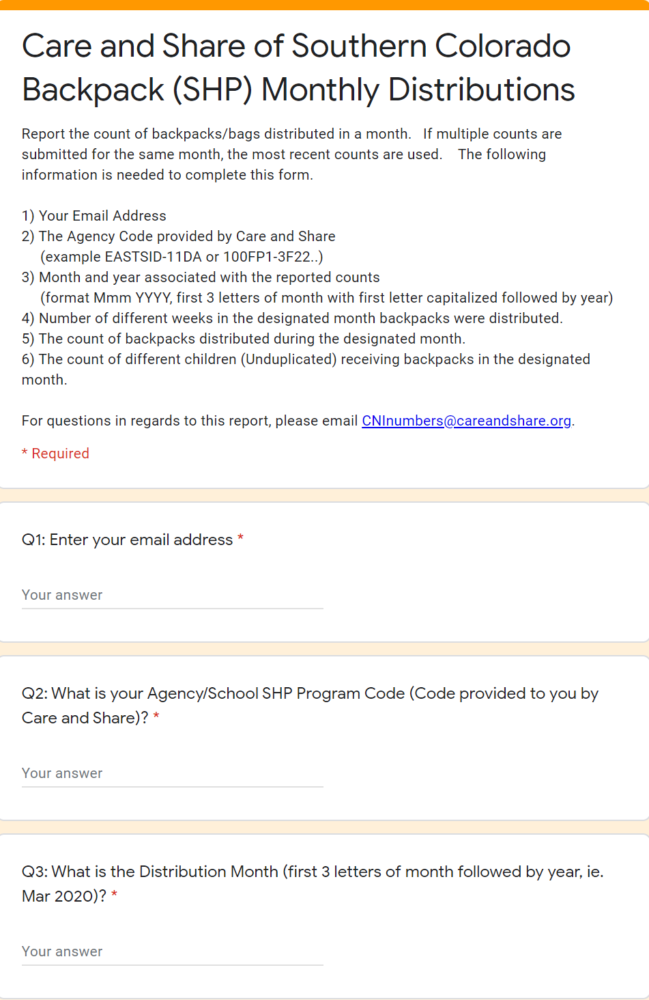 Care and Share of Southern Colorado
Backpack (SHP) Monthly Distributions
Report the count of backpacks/bags distributed in a month.   If multiple counts are
submitted for the same month, the most recent counts are used.    The following
information is needed to complete this form.
1) Your Email Address
2) The Agency Code provided by Care and Share
(example EASTSID-11DA or 100FP1-3F22..)
3) Month and year associated with the reported counts
(format Mmm YYYY, first 3 letters of month with first letter capitalized followed by year)
4) Number of different weeks in the designated month backpacks were distributed.
5) The count of backpacks distributed during the designated month.
6) The count of different children (Unduplicated) receiving backpacks in the designated
month.
For questions in regards to this report, please email CNInumbers@careandshare.org.
* Required
Q1: Enter your email address *
Your answer
Q2: What is your Agency/School SHP Program Code (Code provided to you by
Care and Share)? *
Your answer
Q3: What is the Distribution Month (first 3 letters of month followed by year, ie.
Mar 2020)? *
Your answer